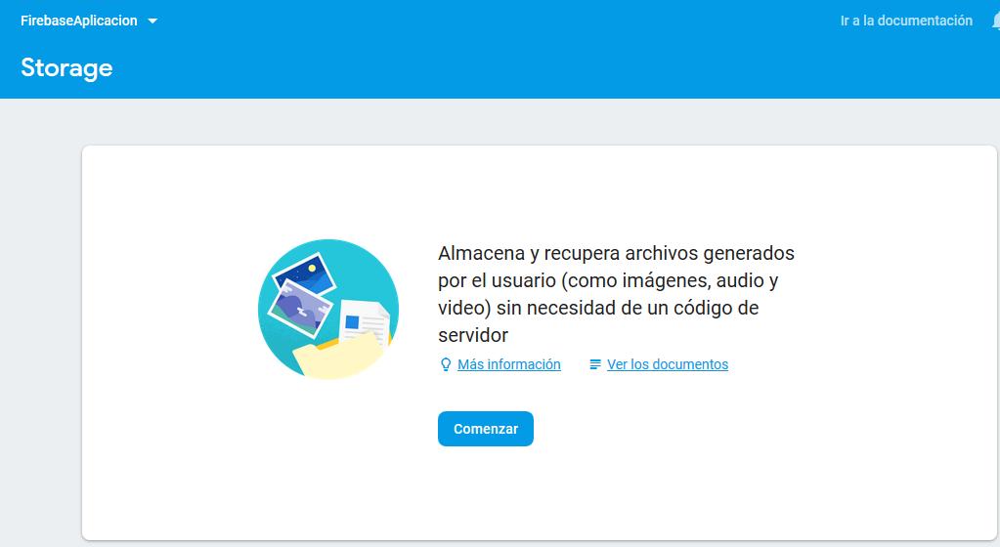 FirebaseAplicacion
Ir a la documentación
Storage
Almacena y recupera archivos generados
por el usuario (como imágenes, audio y
video) sin necesidad de un código de
servidor
Más información
Ver los documentos
Comenzar